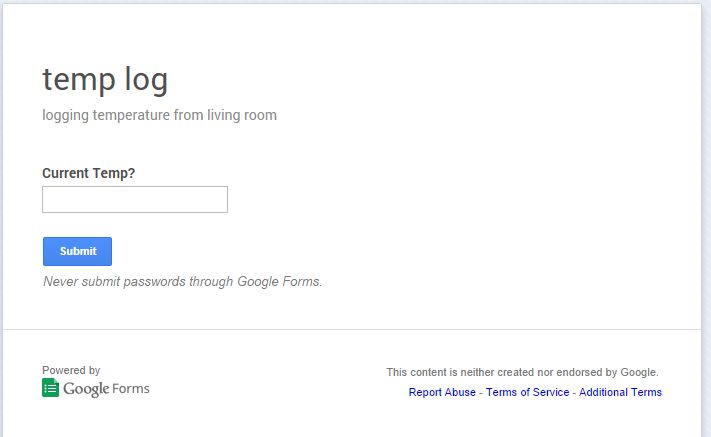 temp log
logging temperature from living room
Current Temp?
Submit
Never submit passwords through Google Forms.
Powered by
Google Forms
This content is neither created nor endorsed by Google.
Report Abuse - Terms of Service - Additional Terms